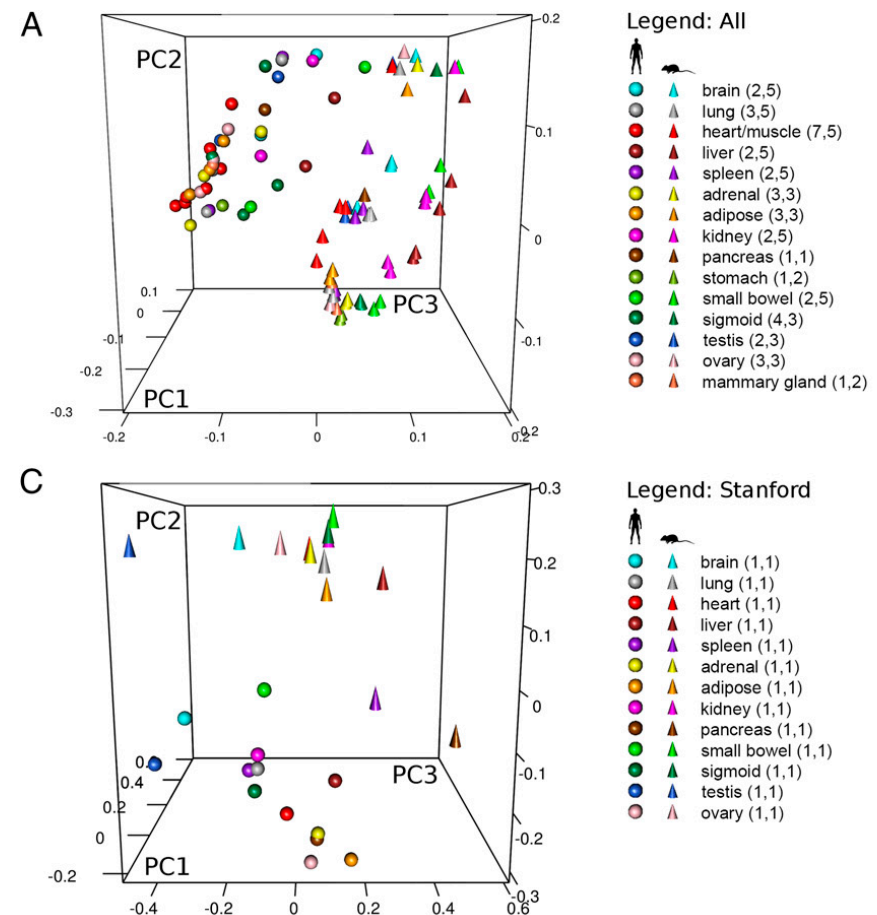 A
Legend: All
PC2
PC3
PC1
0.2
0.1
0
-0.1
-0.2
0.1
0
-0.1
-0.2
-0.3
-0.2
-0.1
0
0.1
0.2
brain (2,5)
lung (3,5)
heart/muscle (7,5)
liver (2,5)
spleen (2,5)
adrenal (3,3)
adipose (3,3)
kidney (2,5)
pancreas (1,1)
stomach (1,2)
small bowel (2,5)
sigmoid (4,3)
testis (2,3)
ovary (3,3)
mammary gland (1,2)
C
Legend: Stanford
PC2
PC3
PC1
0.3
0.2
0.1
0
-0.1
-0.2
-0.3
0.4
0.2
0
-0.2
-0.4
-0.2
0
0.2
0.4
0.6
brain (1,1)
lung (1,1)
heart (1,1)
liver (1,1)
spleen (1,1)
adrenal (1,1)
adipose (1,1)
kidney (1,1)
pancreas (1,1)
small bowel (1,1)
sigmoid (1,1)
testis (1,1)
ovary (1,1)